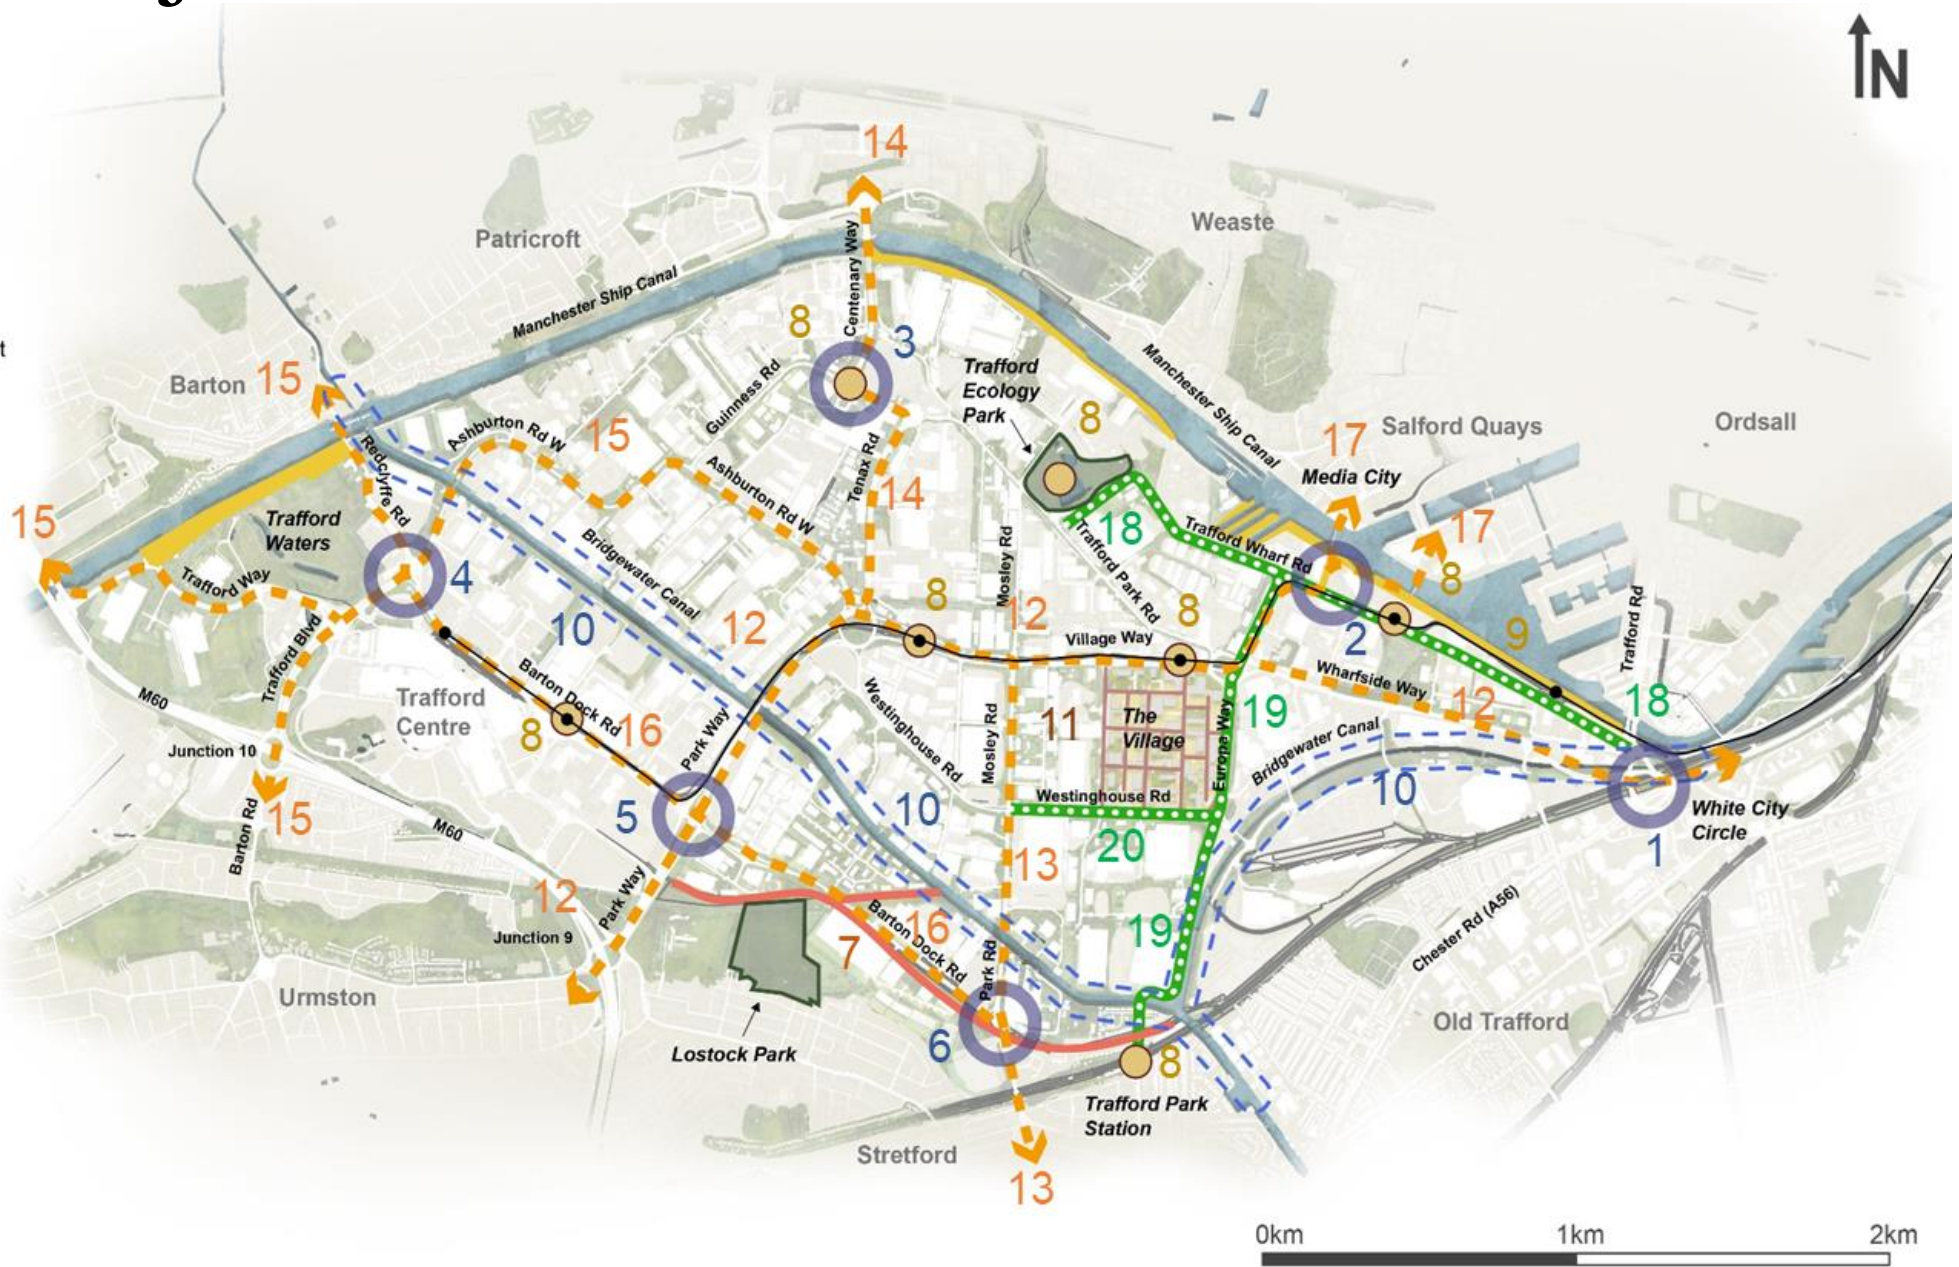 N
14
Patricroft
Weaste
Manchester Ship Canal
Centenary Way
8
3
t
Barton
15
Guinness Rd
Trafford
Ecology
Park
Manchester Ship Canal
8
Salford Quays
Ordsall
17
Media City
Redclyffe Rd
Ashburton Rd W
15
Ashburton Rd W
Tenax Rd
14
15
Trafford
Waters
Trafford Way
4
Bridgewater Canal
10
12
8
Mosley Rd
12
18
Trafford Park Rd
Trafford Wharf Rd
17
8
8
Village Way
2
9
Trafford Rd
Trafford Blvd
M60
Junction 10
Trafford
Centre
Barton Dock Rd
8
16
Park Way
Westinghouse Rd
Mosley Rd
11
The
Village
Europa Way
19
Wharfside Way
12
18
Bridgewater Canal
10
White City
Circle
1
15
Barton Rd
M60
5
10
Westinghouse Rd
20
13
12
Park Way
Junction 9
16
7
Barton Dock Rd
Park Rd
19
Chester Rd (A56)
Urmston
Lostock Park
6
8
Old Trafford
Trafford Park
Station
Stretford
13
0km
1km
2km